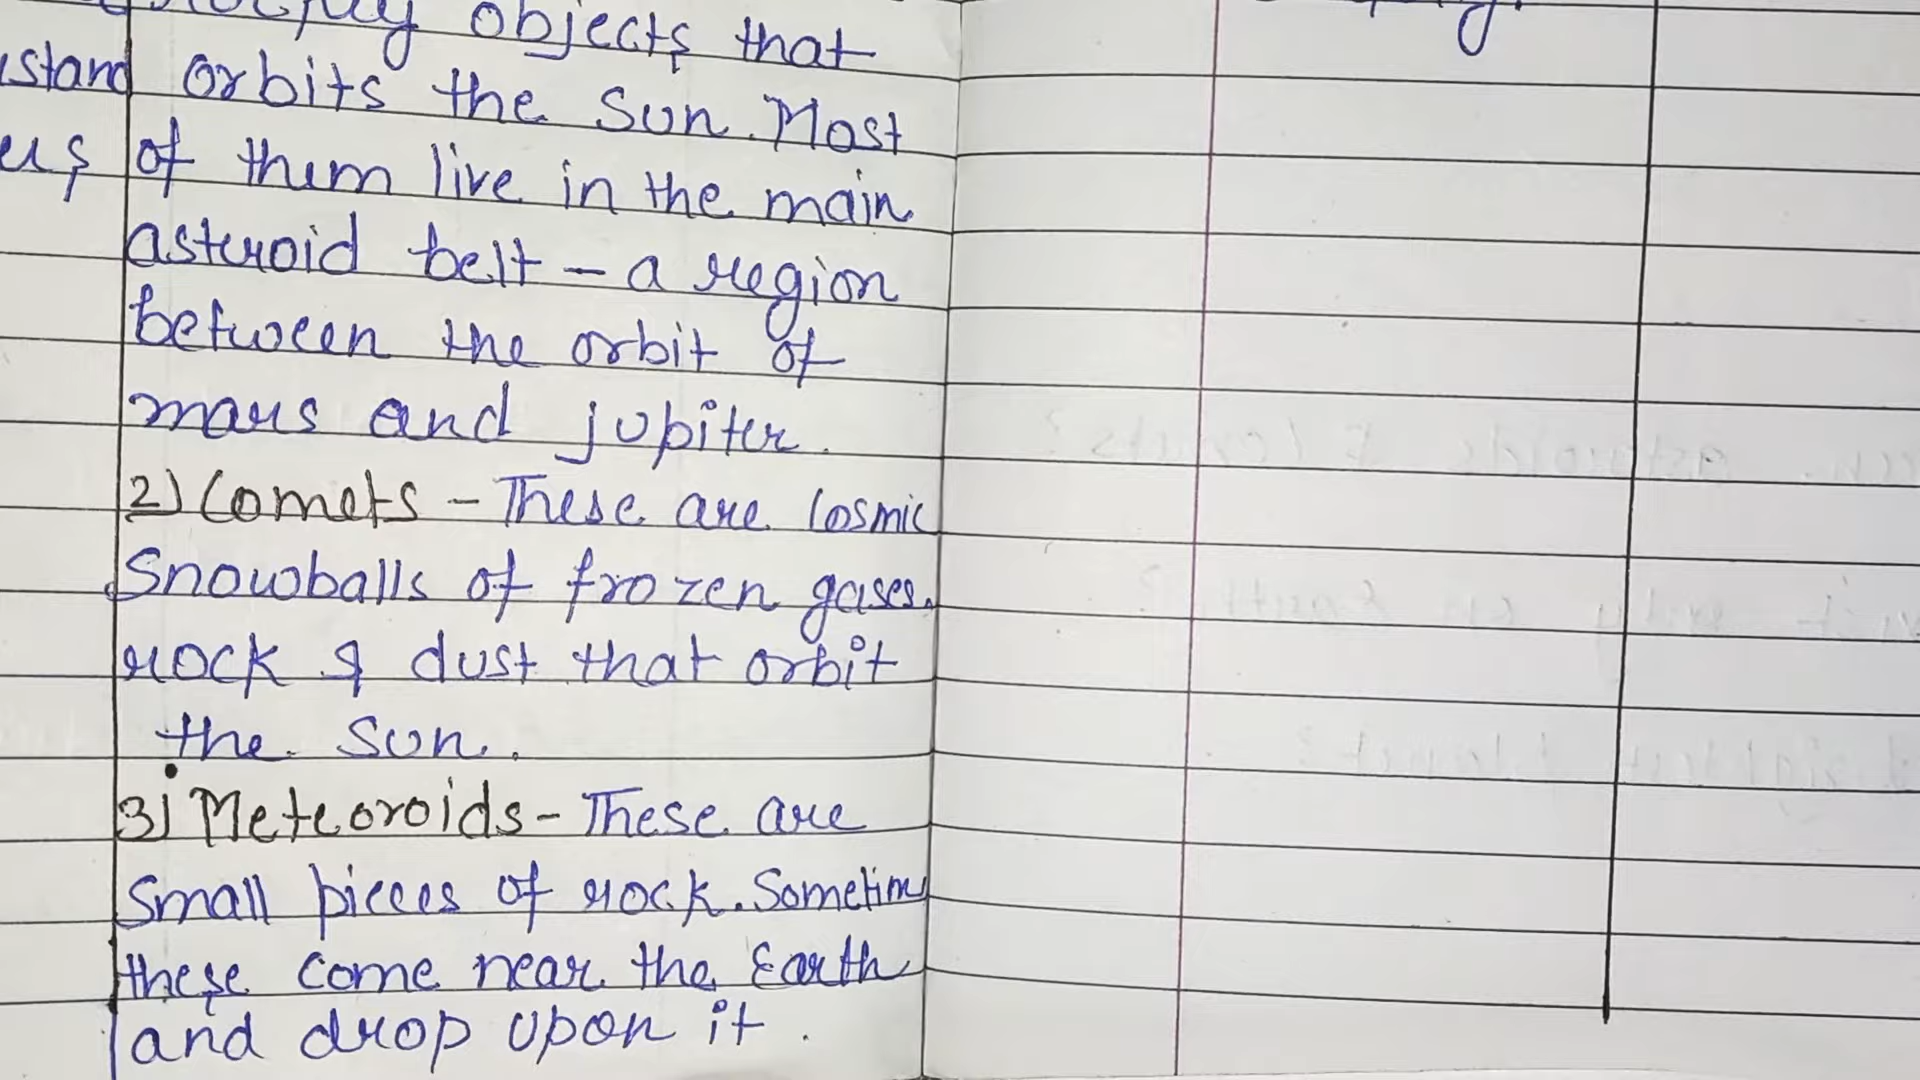 objects that
orbits the Sun. Most
of them live in the main
asteroid belt - a region
between the orbit of
mars and jupiter.
2) Comets - These are Cosmic
Snowballs of frozen gases,
rock & dust that orbit
the Sun.
3) Meteoroids - These are
Small pieces of rock. Sometime
these come near the Earth
and drop upon it.